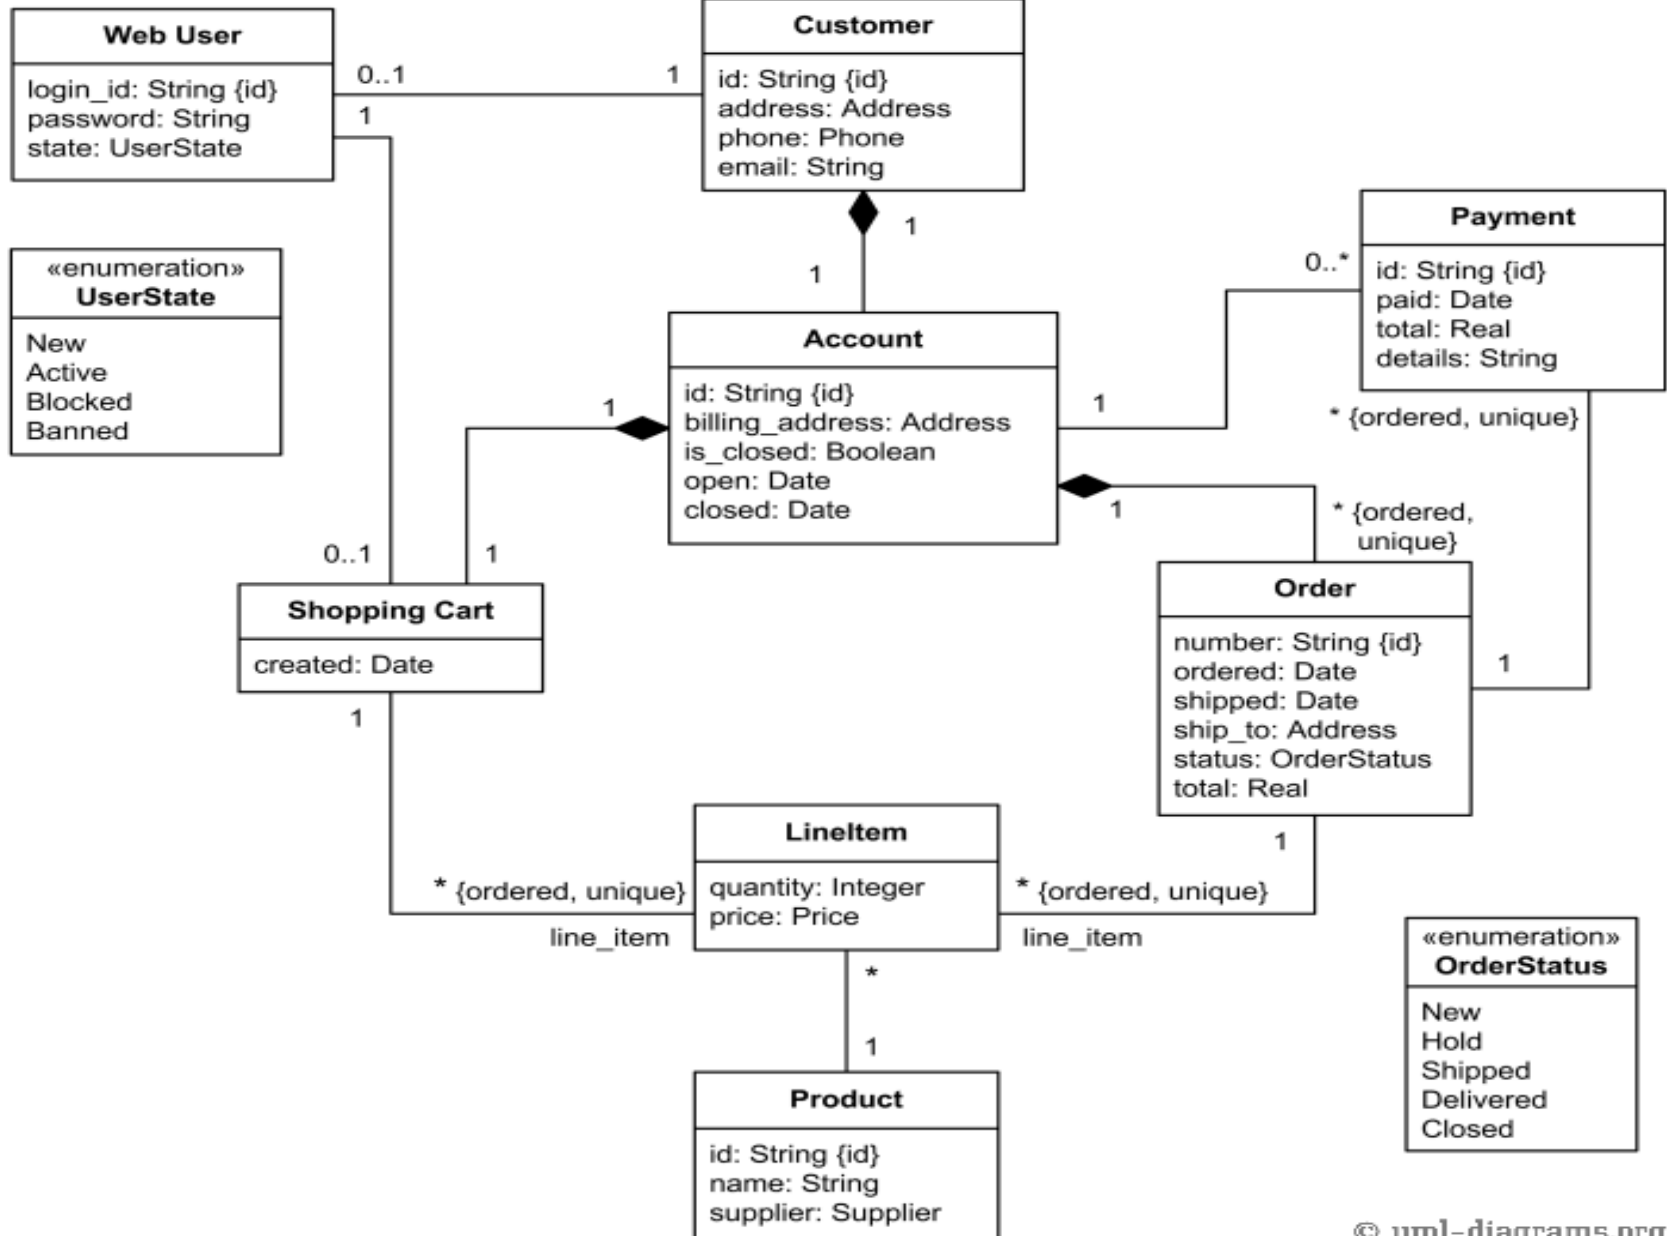 Web User
login_id: String {id}
password: String
state: UserState
0..1
1
1
Customer
id: String {id}
address: Address
phone: Phone
email: String
1
1
«enumeration»
UserState
New
Active
Blocked
Banned
Account
id: String {id}
billing_address: Address
is_closed: Boolean
open: Date
closed: Date
1
1
0..*
Payment
id: String {id}
paid: Date
total: Real
details: String
* {ordered, unique}
1
* {ordered,
unique}
0..1
1
Shopping Cart
created: Date
1
Order
number: String {id}
ordered: Date
shipped: Date
ship_to: Address
status: OrderStatus
total: Real
1
1
* {ordered, unique}
line_item
LineItem
quantity: Integer
price: Price
* {ordered, unique}
line_item
*
1
Product
id: String {id}
name: String
supplier: Supplier
«enumeration»
OrderStatus
New
Hold
Shipped
Delivered
Closed
© uml-diagrams.org